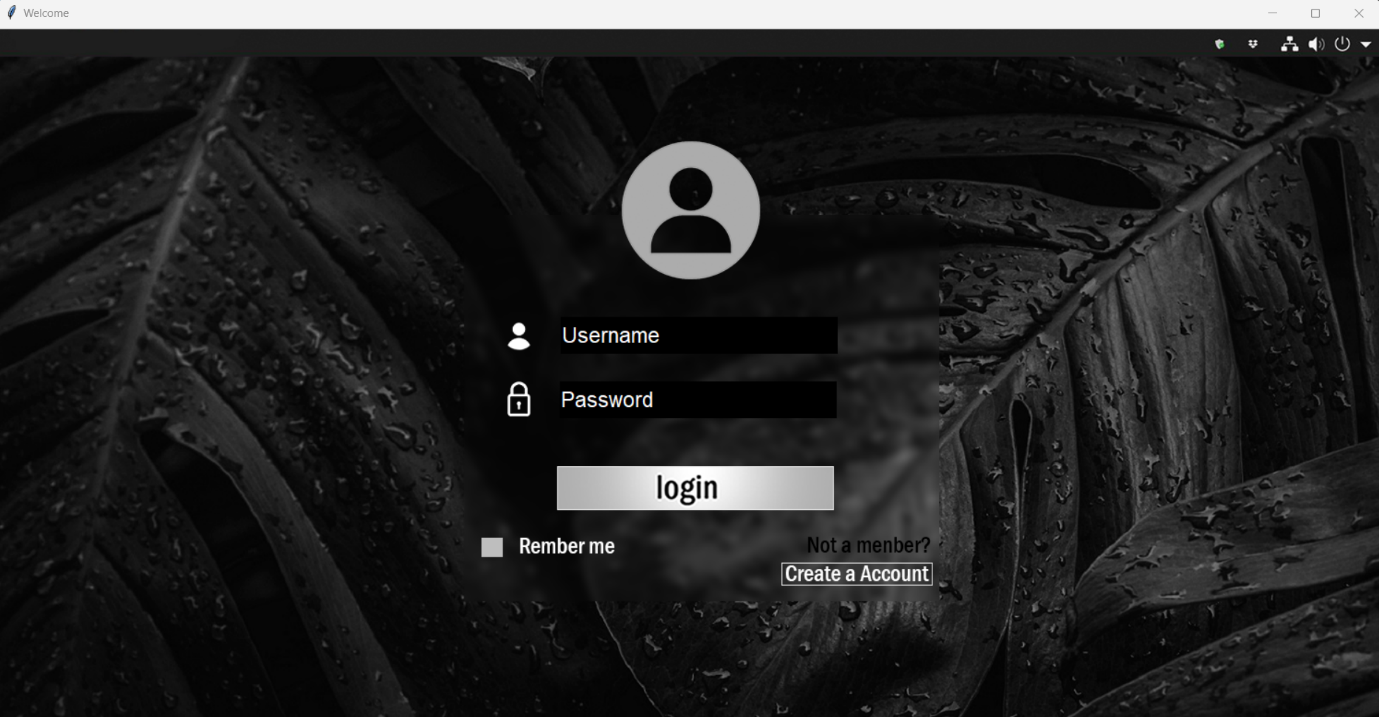 Welcome
Username
Password
login
Rember me
Not a menber?
Create a Account